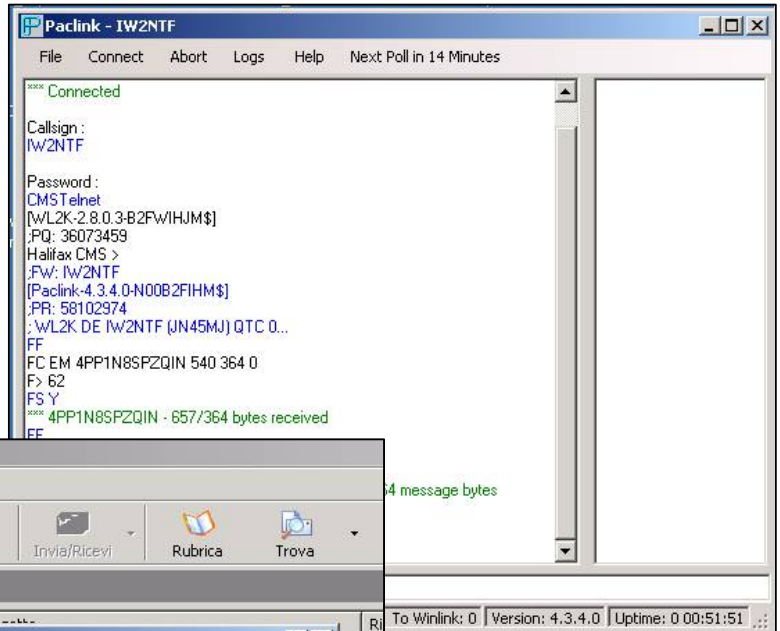 Paclink - IW2NTF
File Connect Abort Logs Help Next Poll in 14 Minutes
*** Connected
Callsign :
IW2NTF
Password :
CMSTelnet
[WL2K-2.8.0.3-B2FWIHJM$]
;PQ: 36073459
Halifax CMS >
;FW: IW2NTF
[Paclink-4.3.4.0-N00B2FIHM$]
;PR: 58102974
; WL2K DE IW2NTF (JN45MJ) QTC 0...
FF
FC EM 4PP1N8SPZQIN 540 364 0
F> 62
FS Y
*** 4PP1N8SPZQIN - 657/364 bytes received
FF
4 message bytes
Invia/Ricevi Rubrica Trova
Ri
To Winlink: 0 Version: 4.3.4.0 Uptime: 0 00:51:51